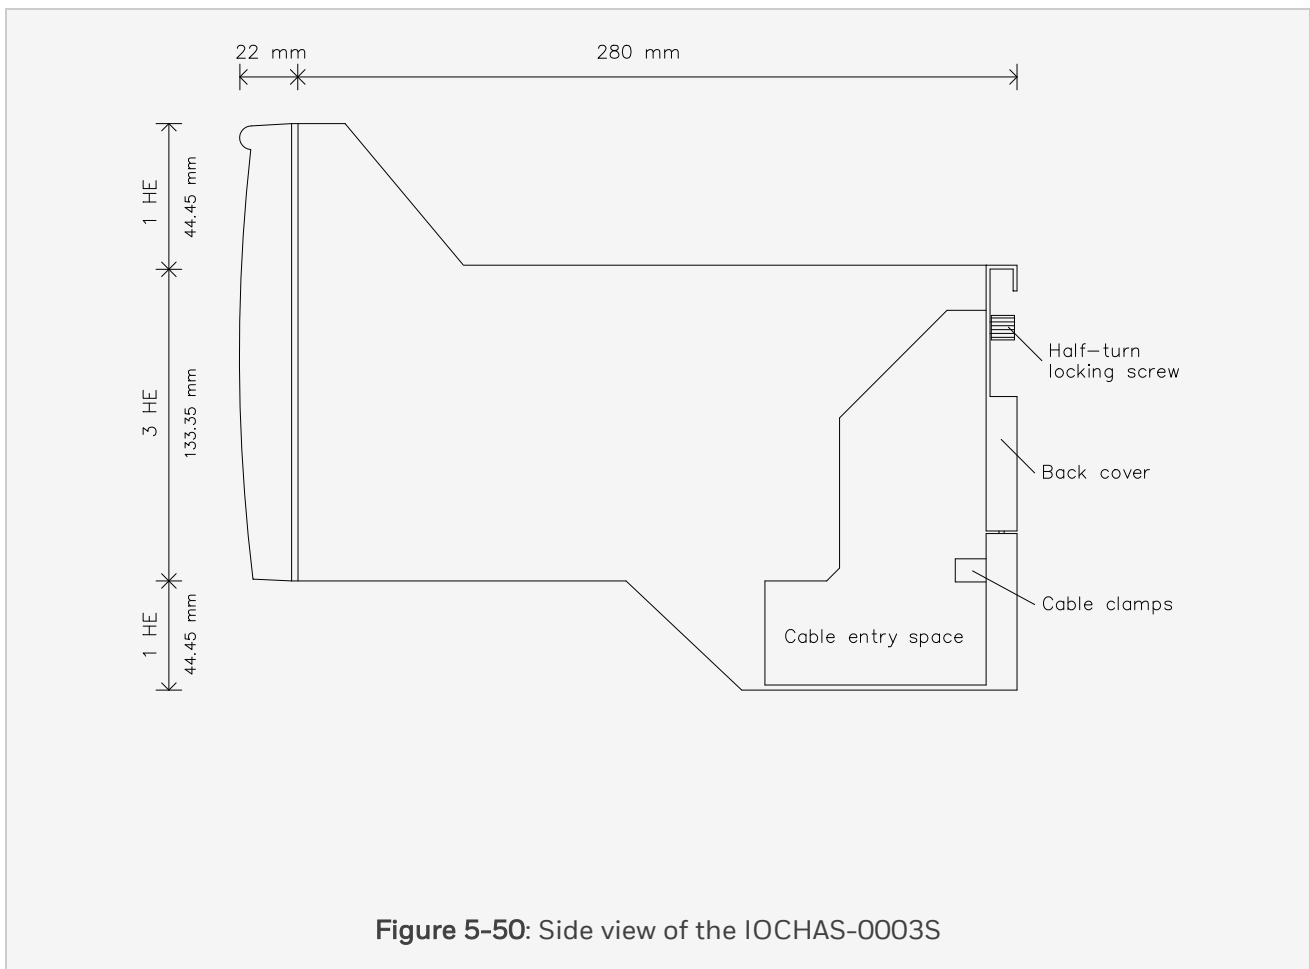 22 mm
280 mm
1 HE
44.45 mm
3 HE
133.35 mm
1 HE
44.45 mm
Half-turn
locking screw
Back cover
Cable clamps
Cable entry space
Figure 5-50: Side view of the IOCHAS-0003S